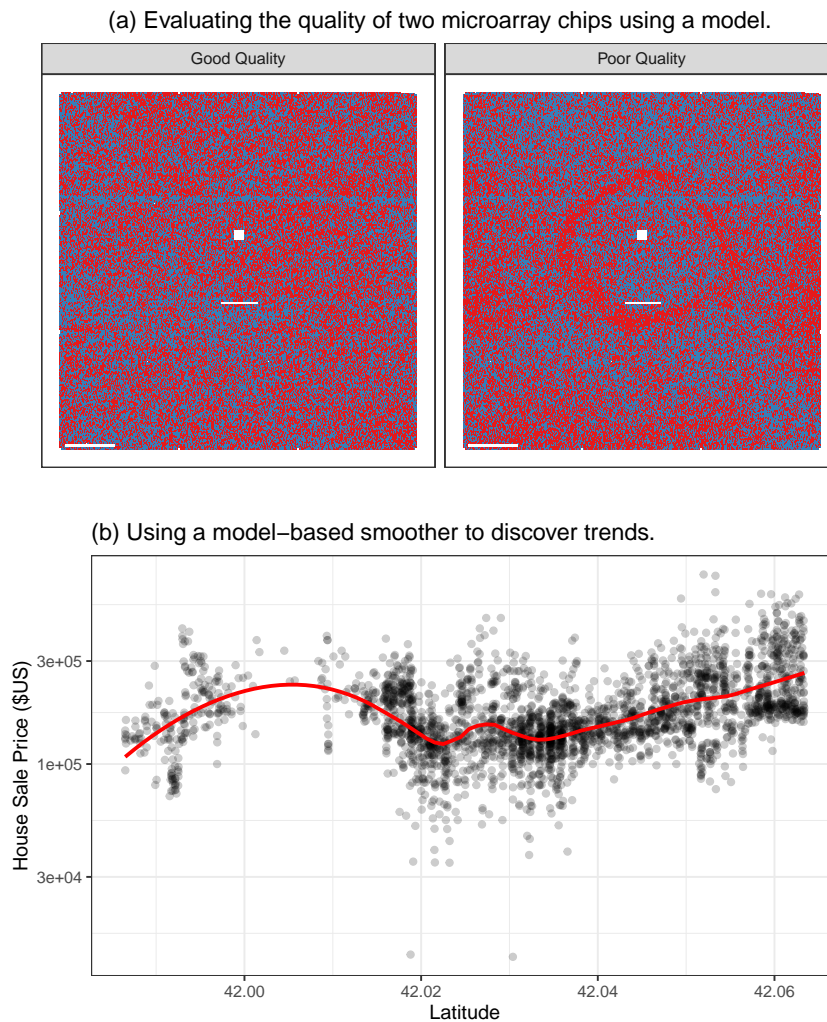 (a) Evaluating the quality of two microarray chips using a model.
Good Quality
Poor Quality
(b) Using a model−based smoother to discover trends.
House Sale Price ($US)
3e+05
1e+05
3e+04
42.00
42.02
42.04
42.06
Latitude